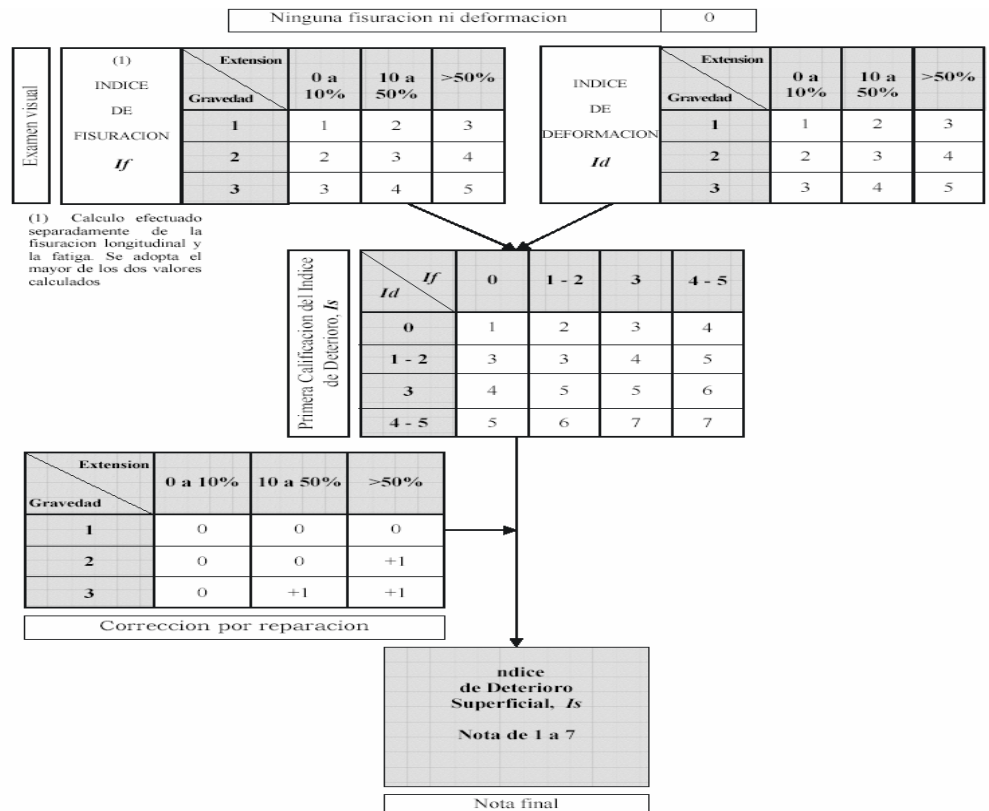 Ninguna fisuracion ni deformacion 0
Examen visual
(1)
INDICE
DE
FISURACION
If
Extension
Gravedad
0 a 10% 10 a 50% >50%
1 1 2 3
2 2 3 4
3 3 4 5
INDICE
DE
DEFORMACION
Id
Extension
Gravedad
0 a 10% 10 a 50% >50%
1 1 2 3
2 2 3 4
3 3 4 5
(1) Calculo efectuado
separadamente de la
fisuracion longitudinal y
la fatiga. Se adopta el
mayor de los dos valores
calculados
Primera Calificacion del Indice
de Deterioro, Is
If
Id
0 1 - 2 3 4 - 5
0 1 2 3 4
1 - 2 3 3 4 5
3 4 5 5 6
4 - 5 5 6 7 7
Extension
Gravedad
0 a 10% 10 a 50% >50%
1 0 0 0
2 0 0 +1
3 0 +1 +1
Correccion por reparacion
ndice
de Deterioro
Superficial, Is
Nota de 1 a 7
Nota final